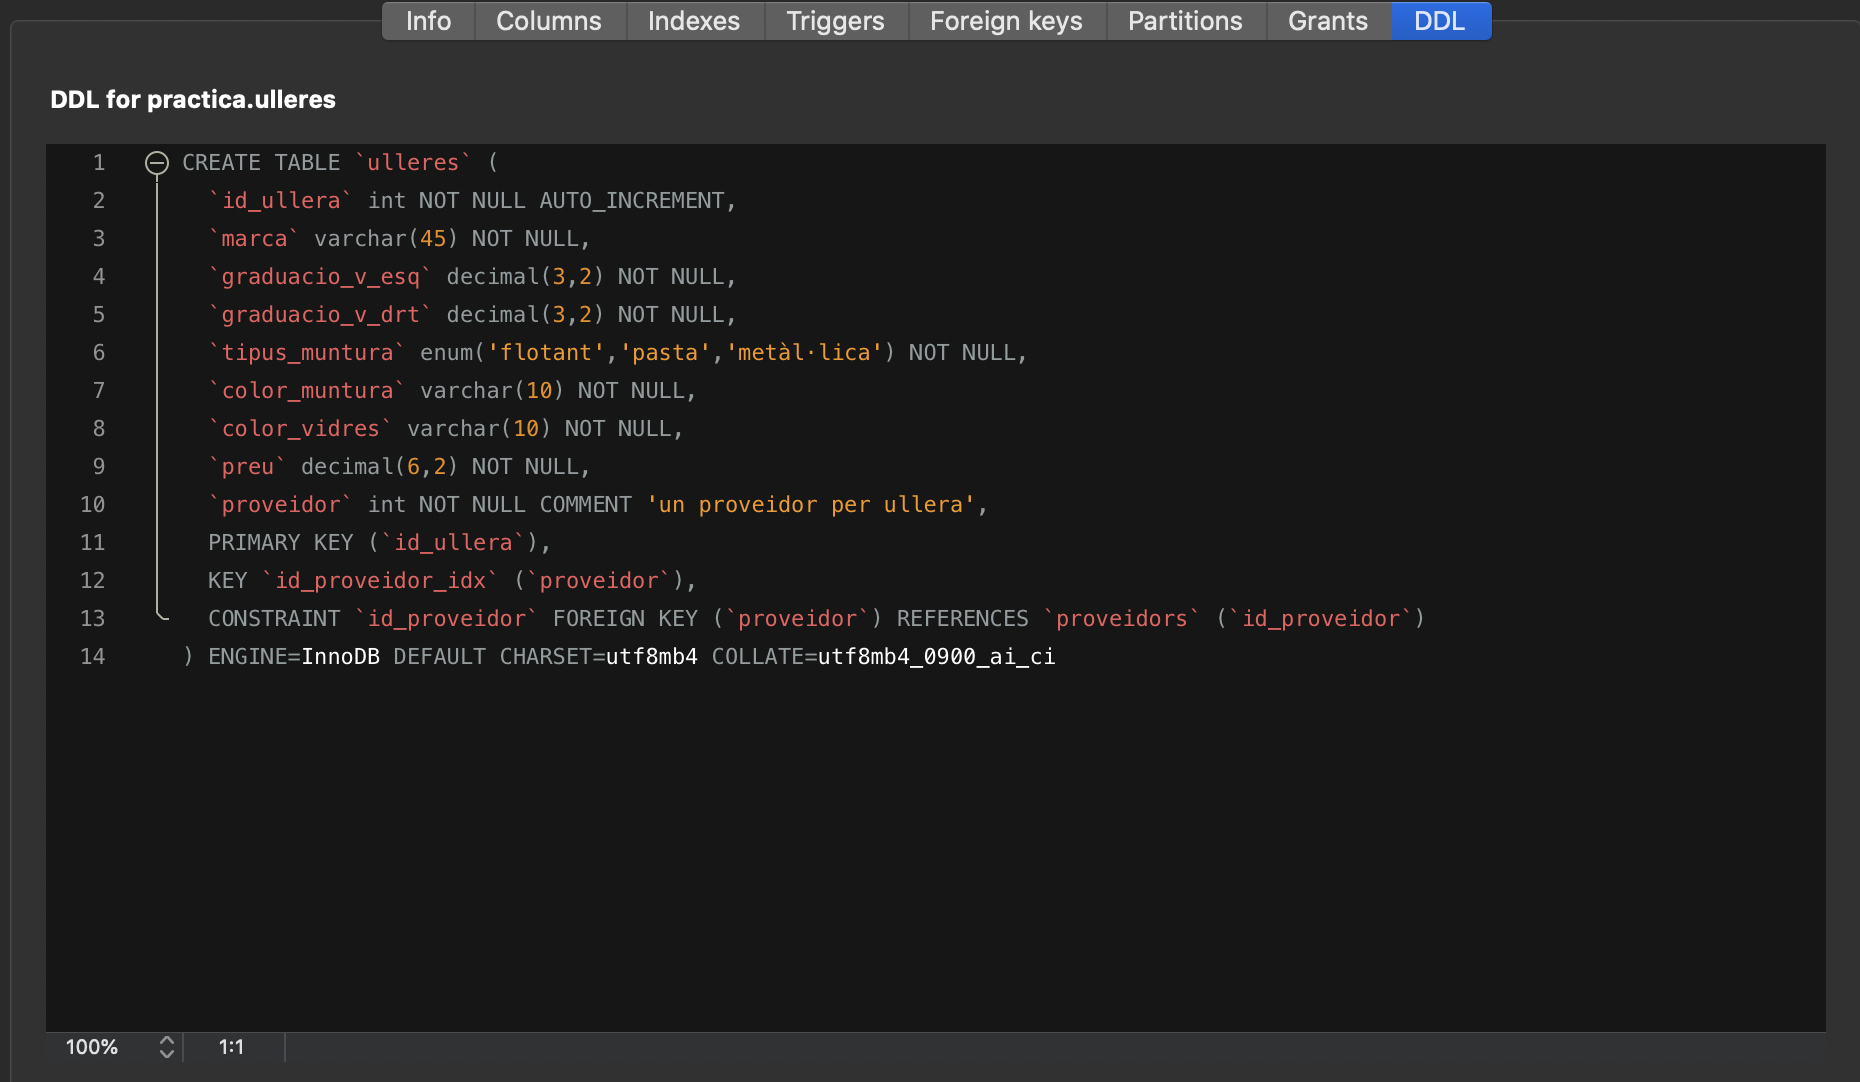 Info Columns Indexes Triggers Foreign keys Partitions Grants DDL
DDL for practica.ulleres
1 CREATE TABLE `ulleres` (
2 `id_ullera` int NOT NULL AUTO_INCREMENT,
3 `marca` varchar(45) NOT NULL,
4 `graduacio_v_esq` decimal(3,2) NOT NULL,
5 `graduacio_v_drt` decimal(3,2) NOT NULL,
6 `tipus_muntura` enum('flotant','pasta','metàl·lica') NOT NULL,
7 `color_muntura` varchar(10) NOT NULL,
8 `color_vidres` varchar(10) NOT NULL,
9 `preu` decimal(6,2) NOT NULL,
10 `proveidor` int NOT NULL COMMENT 'un proveidor per ullera',
11 PRIMARY KEY (`id_ullera`),
12 KEY `id_proveidor_idx` (`proveidor`),
13 CONSTRAINT `id_proveidor` FOREIGN KEY (`proveidor`) REFERENCES `proveidors` (`id_proveidor`)
14 ) ENGINE=InnoDB DEFAULT CHARSET=utf8mb4 COLLATE=utf8mb4_0900_ai_ci
100% 1:1